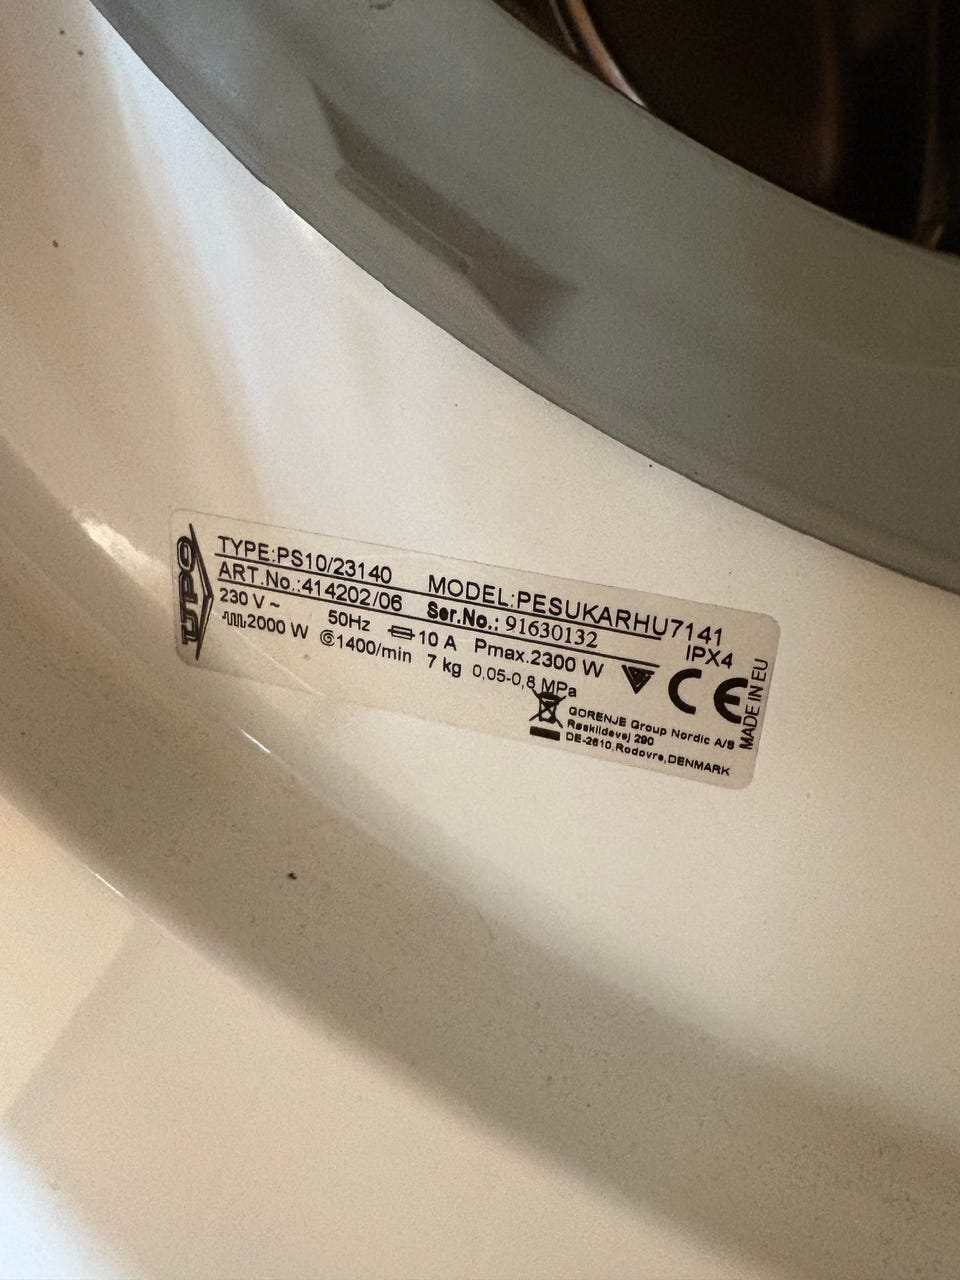 UPO
TYPE:PS10/23140 MODEL:PESUKARHU7141
ART.No.:414202/06 Ser.No.: 91630132 IPX4
230 V~ 50Hz 10 A Pmax.2300 W
2000 W 1400/min 7 kg 0,05-0,8 MPa
CE
MADE IN EU
GORENJE Group Nordic A/S
Roskildevej 290
DE-2610,Rodovre,DENMARK